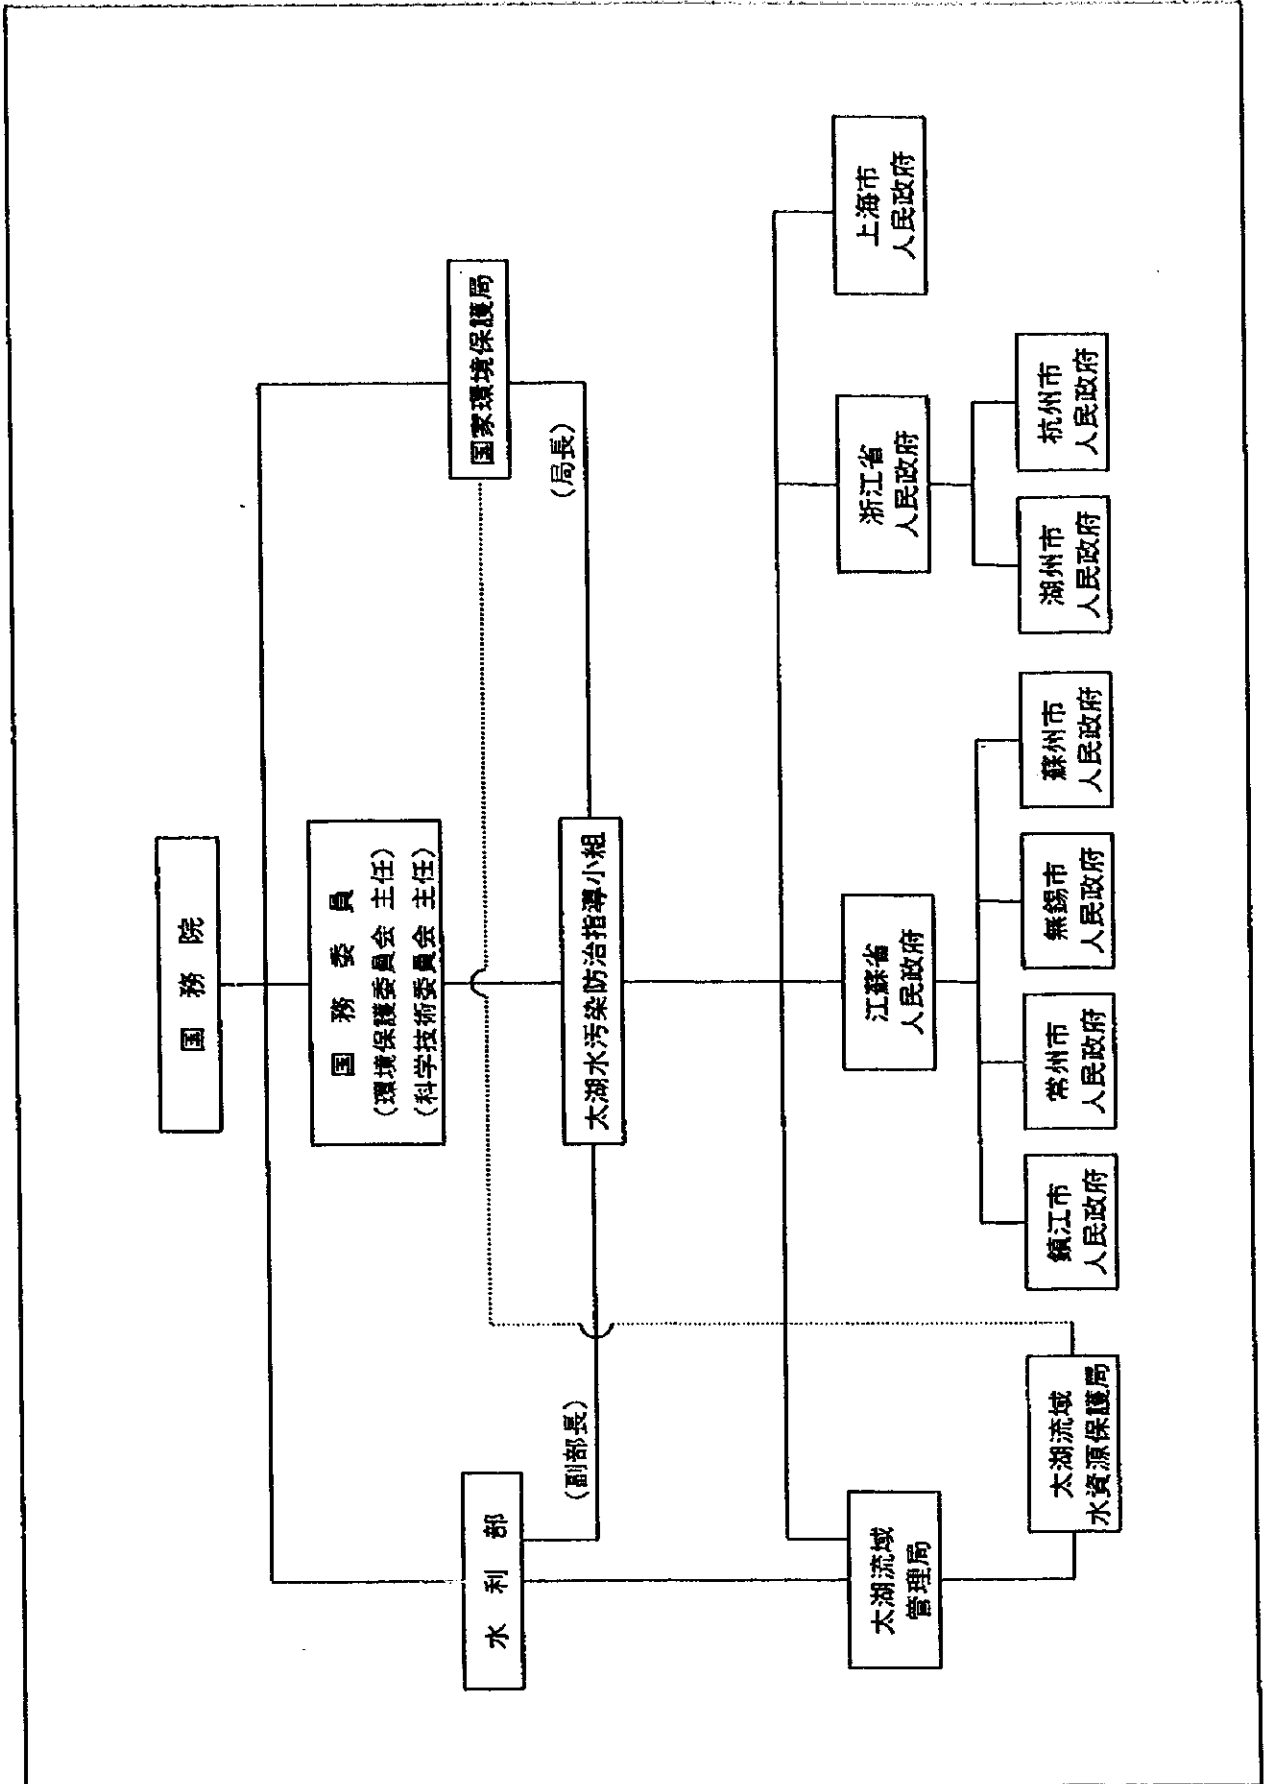 国務院
国務委員
(環境保護委員会 主任)
(科学技術委員会 主任)
水利部
国家環境保護局
(副部長)
(局長)
太湖水汚染防治指導小組
太湖流域
管理局
江蘇省
人民政府
浙江省
人民政府
上海市
人民政府
太湖流域
水資源保護局
鎮江市
人民政府
常州市
人民政府
無錫市
人民政府
蘇州市
人民政府
湖州市
人民政府
杭州市
人民政府